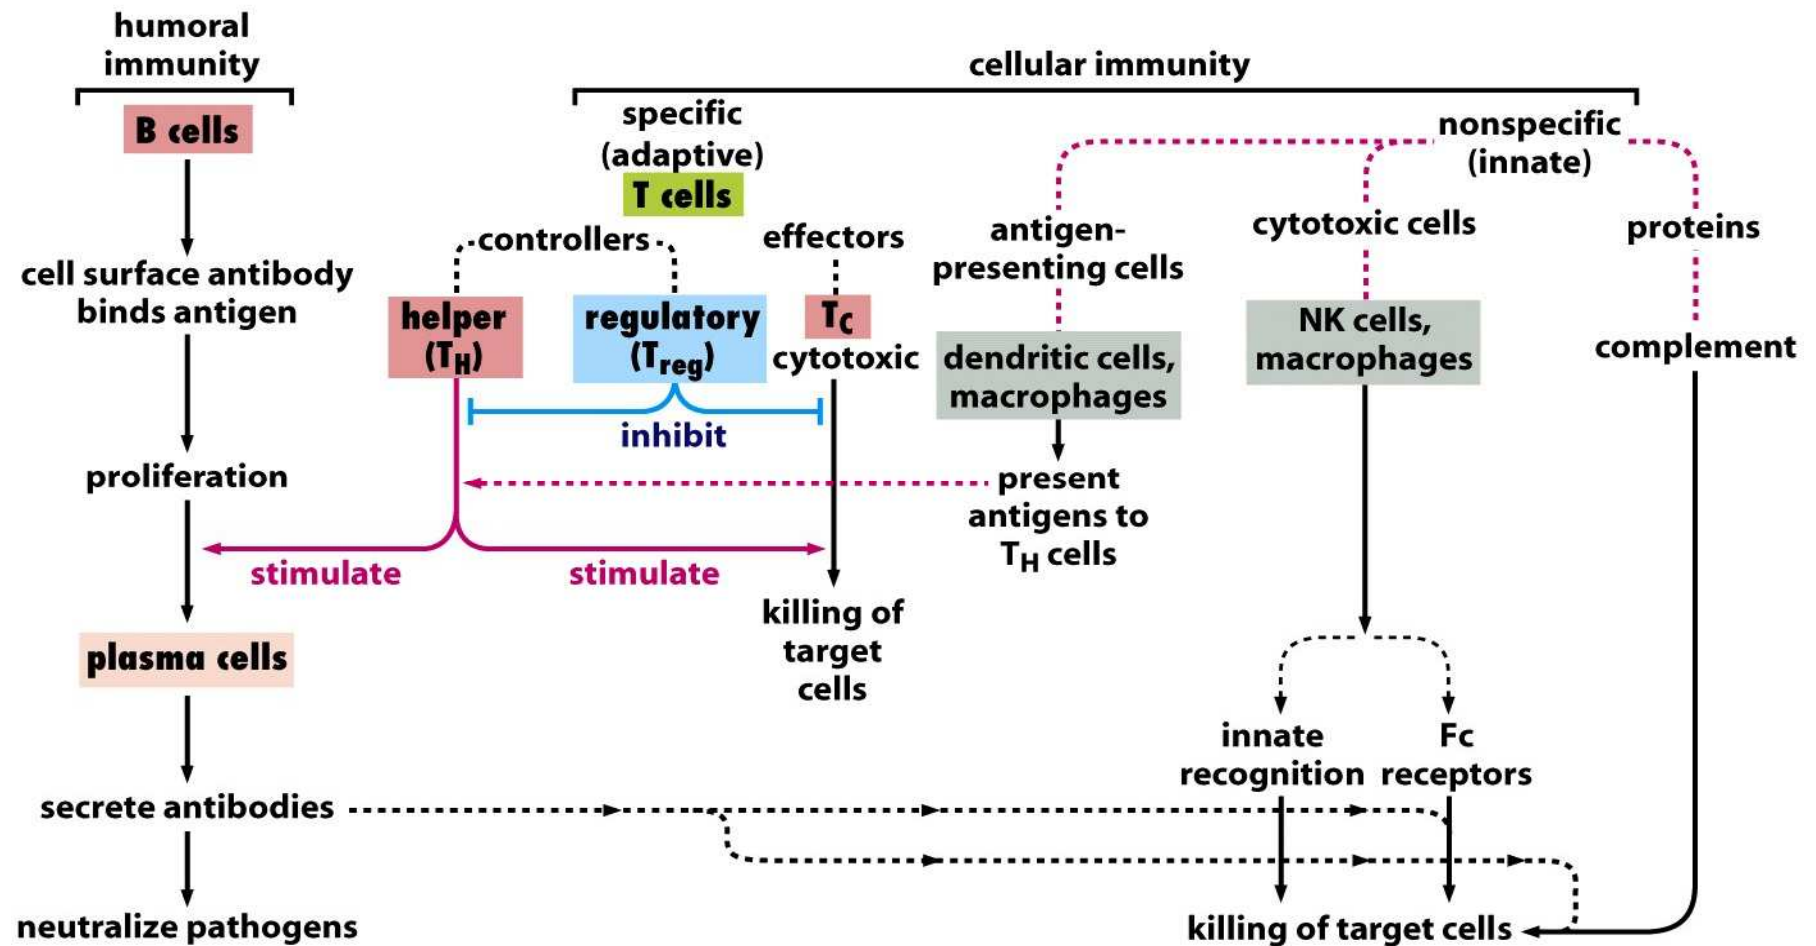 humoral
immunity
B cells
cell surface antibody
binds antigen
proliferation
plasma cells
secrete antibodies
neutralize pathogens
cellular immunity
specific
(adaptive)
T cells
controllers
helper
(TH)
regulatory
(Treg)
inhibit
stimulate
stimulate
effectors
TC
cytotoxic
killing of
target
cells
nonspecific
(innate)
antigen-
presenting cells
dendritic cells,
macrophages
present
antigens to
TH cells
cytotoxic cells
NK cells,
macrophages
innate
recognition
Fc
receptors
proteins
complement
killing of target cells